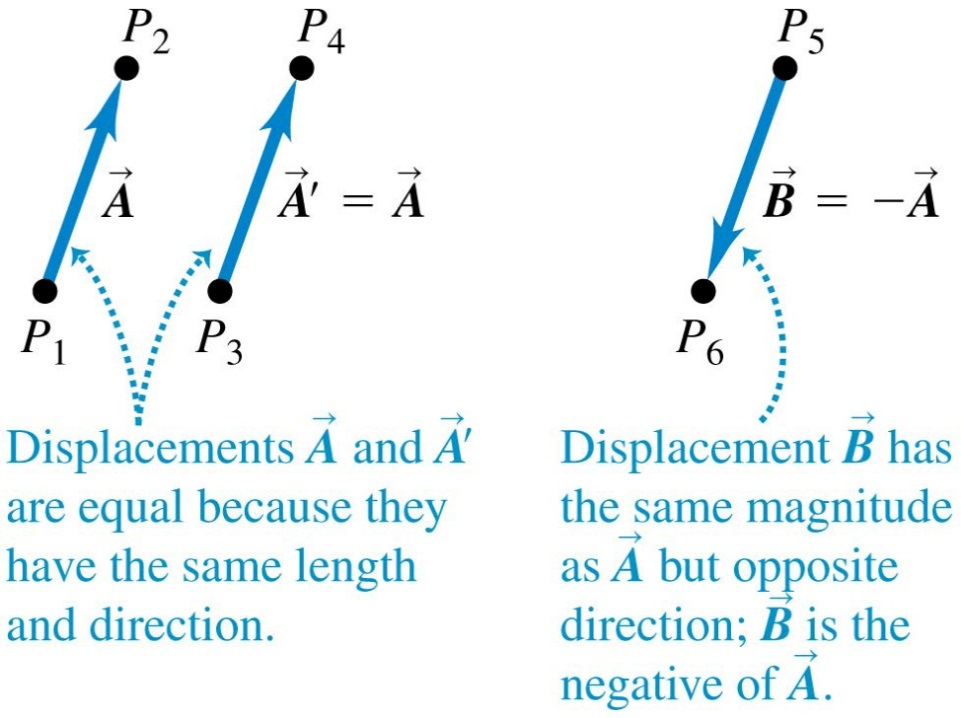 P₂ P₄ P₅
A⃗ A⃗′ = A⃗ B⃗ = −A⃗
P₁ P₃ P₆
Displacements A⃗ and A⃗′
are equal because they
have the same length
and direction.
Displacement B⃗ has
the same magnitude
as A⃗ but opposite
direction; B⃗ is the
negative of A⃗.